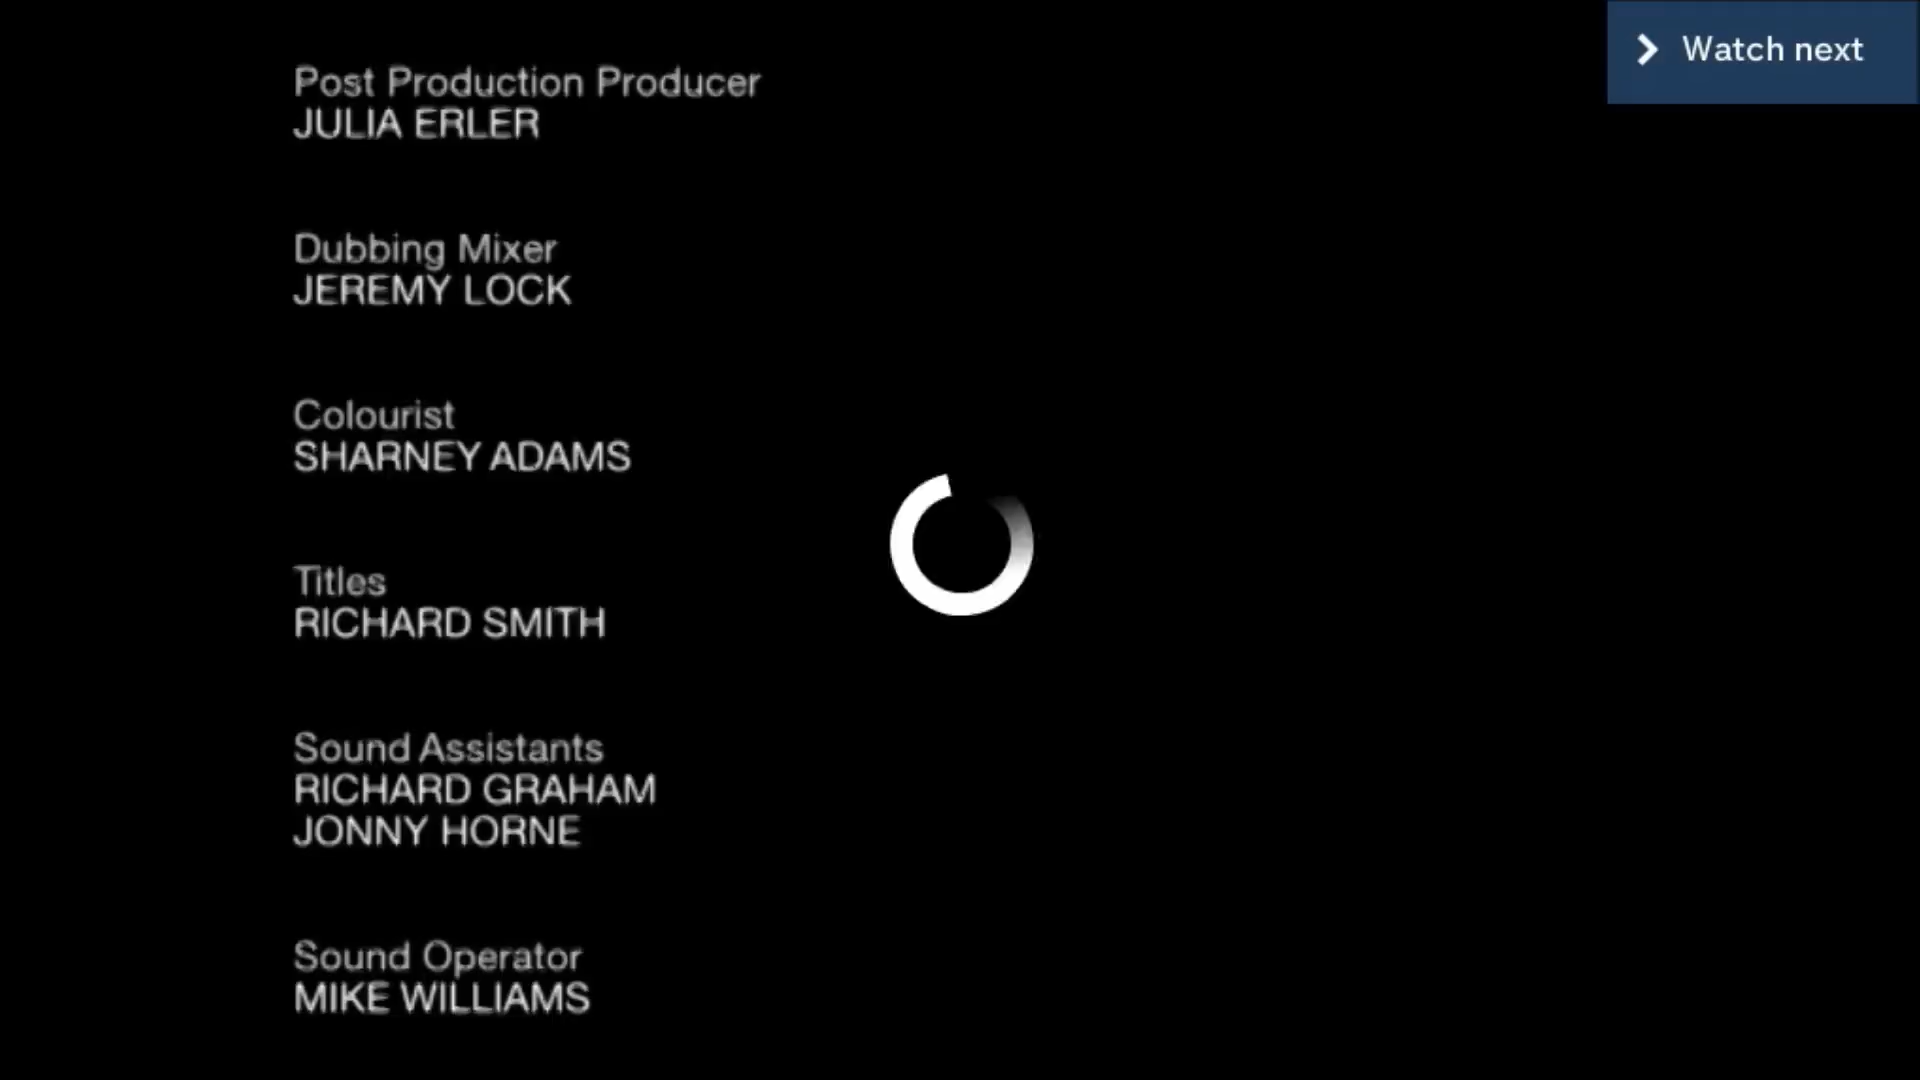 Watch next
Post Production Producer
JULIA ERLER
Dubbing Mixer
JEREMY LOCK
Colourist
SHARNEY ADAMS
Titles
RICHARD SMITH
Sound Assistants
RICHARD GRAHAM
JONNY HORNE
Sound Operator
MIKE WILLIAMS